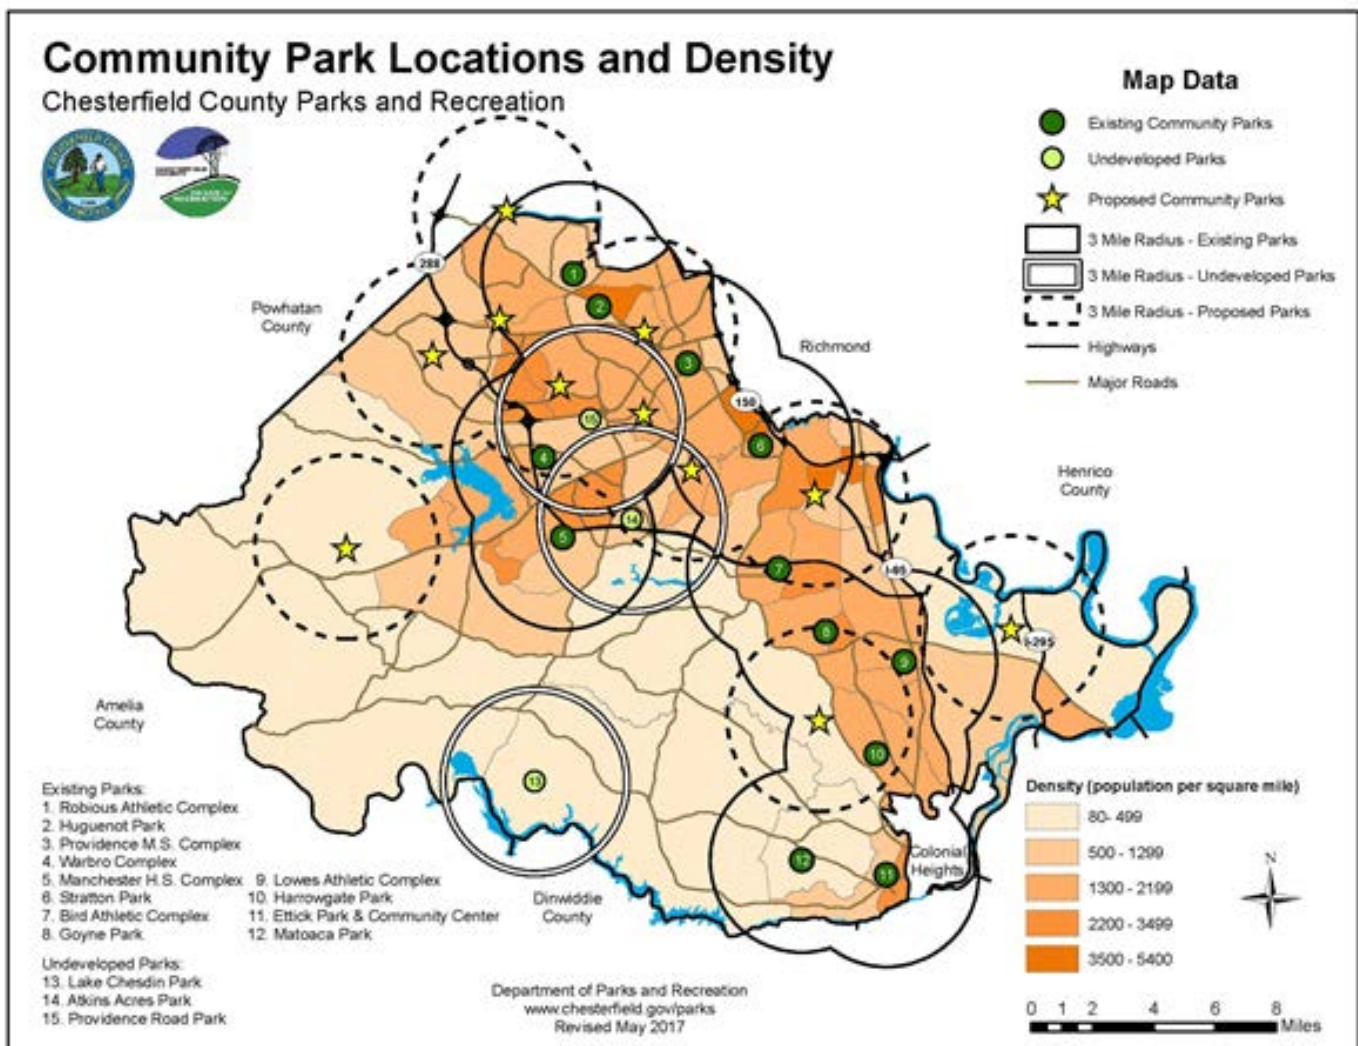 Community Park Locations and Density
Chesterfield County Parks and Recreation
Map Data
Existing Community Parks
Undeveloped Parks
Proposed Community Parks
3 Mile Radius - Existing Parks
3 Mile Radius - Undeveloped Parks
3 Mile Radius - Proposed Parks
Highways
Major Roads
288
Powhatan
County
Richmond
150
Henrico
County
I-95
I-295
Amelia
County
Dinwiddie
County
Colonial
Heights
1
2
3
4
5
6
7
8
9
10
11
12
13
14
15
Existing Parks:
1. Robious Athletic Complex
2. Huguenot Park
3. Providence M.S. Complex
4. Warbro Complex
5. Manchester H.S. Complex
6. Stratton Park
7. Bird Athletic Complex
8. Goyne Park
9. Lowes Athletic Complex
10. Harrowgate Park
11. Ettick Park & Community Center
12. Matoaca Park
Undeveloped Parks:
13. Lake Chesdin Park
14. Atkins Acres Park
15. Providence Road Park
Department of Parks and Recreation
www.chesterfield.gov/parks
Revised May 2017
Density (population per square mile)
80- 499
500 - 1299
1300 - 2199
2200 - 3499
3500 - 5400
N
0 1 2 4 6 8
Miles